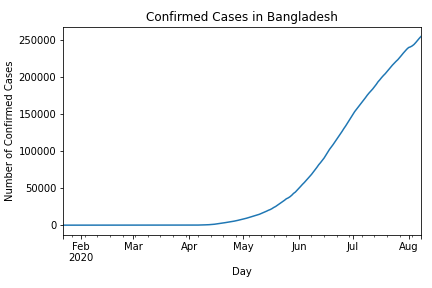 Confirmed Cases in Bangladesh
250000
200000
150000
100000
50000
0
Number of Confirmed Cases
Feb Mar Apr May Jun Jul Aug
2020
Day